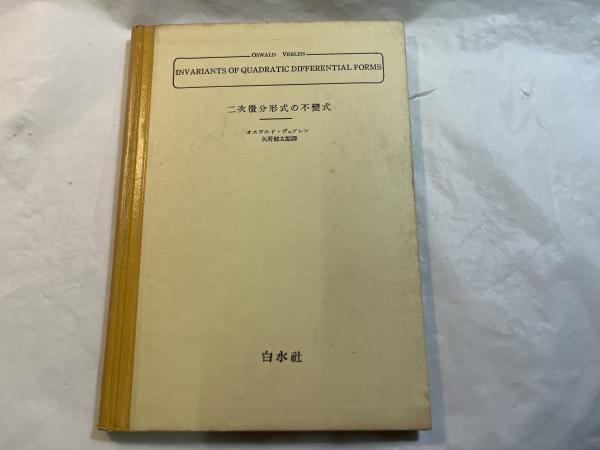 OSWALD VEBLEN
INVARIANTS OF QUADRATIC DIFFERENTIAL FORMS
二次微分形式の不變式
オスワルド・ヴェブレン
矢野健太郎譯
白水社